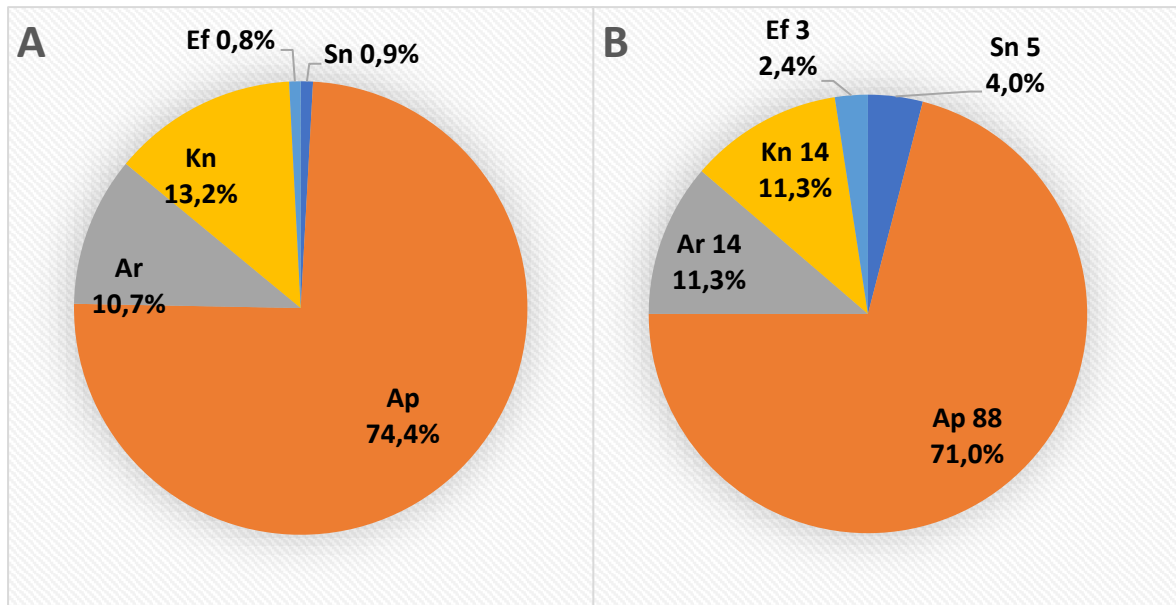 A
Ef 0,8%
Sn 0,9%
Kn
13,2%
Ar
10,7%
Ap
74,4%
B
Ef 3
2,4%
Sn 5
4,0%
Kn 14
11,3%
Ar 14
11,3%
Ap 88
71,0%